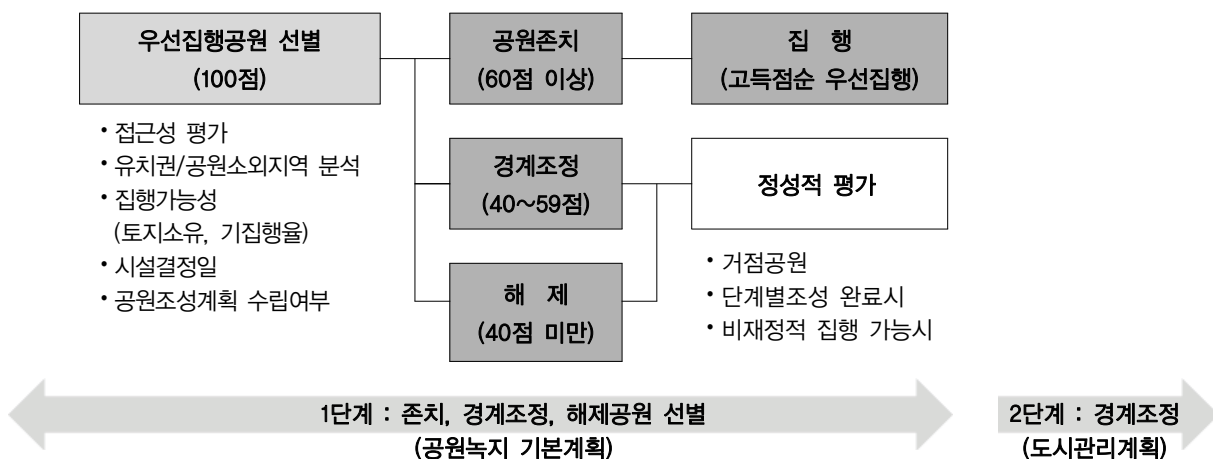 우선집행공원 선별
(100점)
• 접근성 평가
• 유치권/공원소외지역 분석
• 집행가능성
(토지소유, 기집행율)
• 시설결정일
• 공원조성계획 수립여부
공원존치
(60점 이상)
경계조정
(40~59점)
해 제
(40점 미만)
집 행
(고득점순 우선집행)
정성적 평가
• 거점공원
• 단계별조성 완료시
• 비재정적 집행 가능시
1단계 : 존치, 경계조정, 해제공원 선별
(공원녹지 기본계획)
2단계 : 경계조정
(도시관리계획)